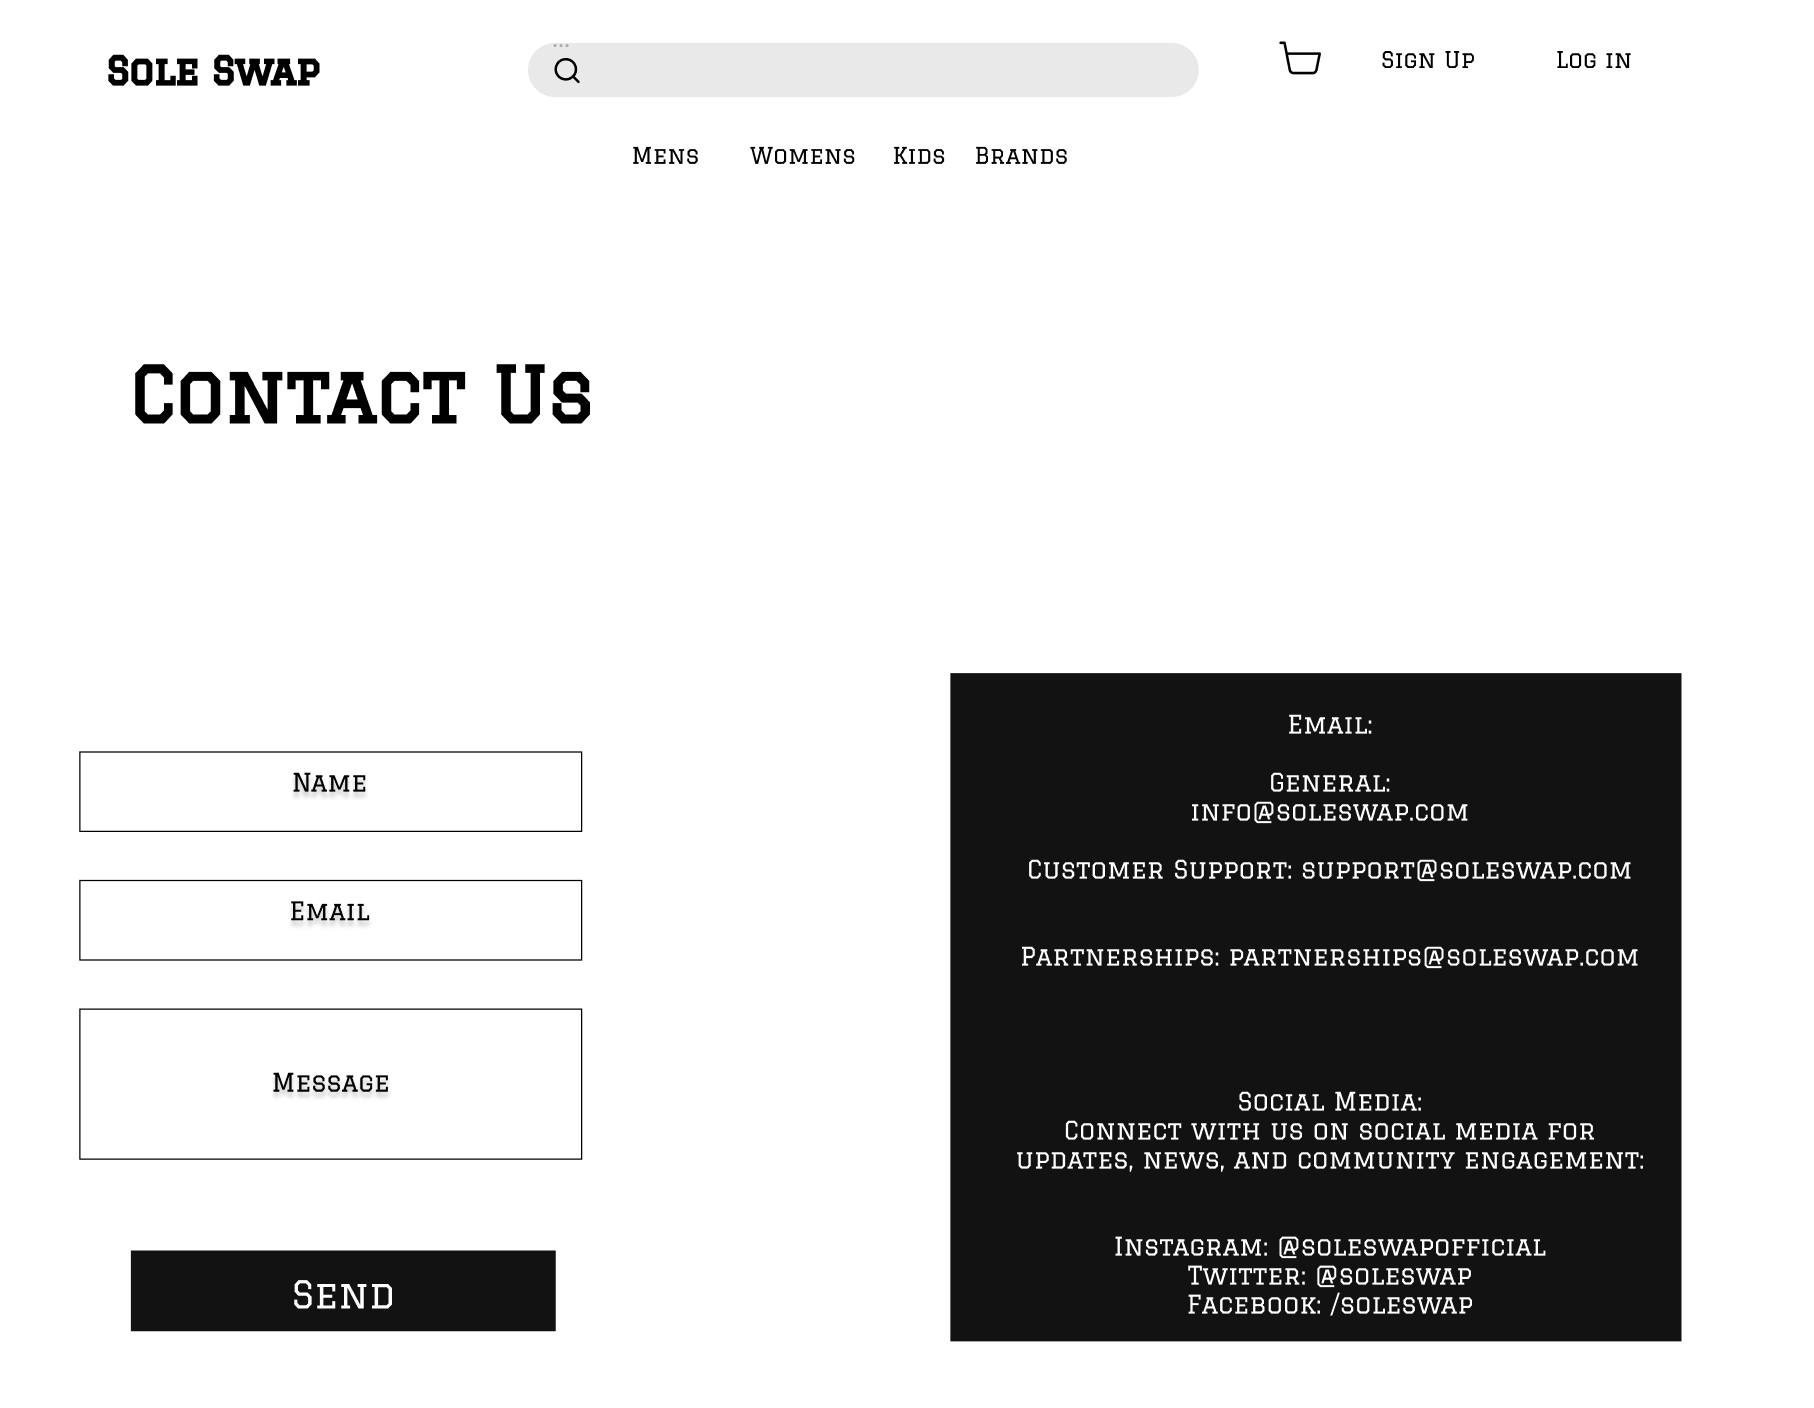 Sole Swap
...
Sign Up
Log in
Mens
Womens
Kids
Brands
Contact Us
Name
Email
Message
Send
Email:
General:
info@soleswap.com
Customer Support: support@soleswap.com
Partnerships: partnerships@soleswap.com
Social Media:
Connect with us on social media for
updates, news, and community engagement:
Instagram: @soleswapofficial
Twitter: @soleswap
Facebook: /soleswap